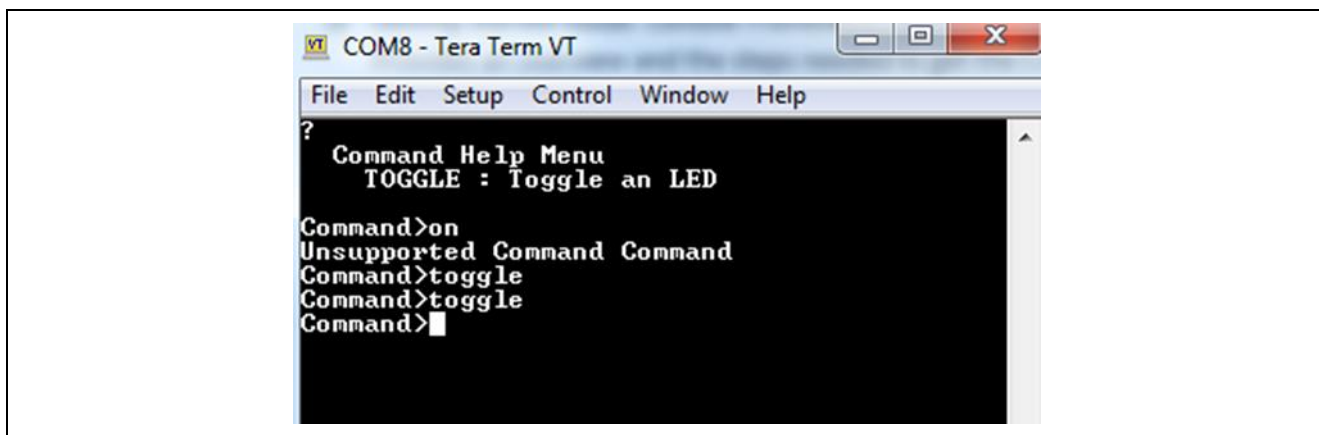 COM8 - Tera Term VT
File Edit Setup Control Window Help
?
Command Help Menu
TOGGLE : Toggle an LED
Command>on
Unsupported Command Command
Command>toggle
Command>toggle
Command>